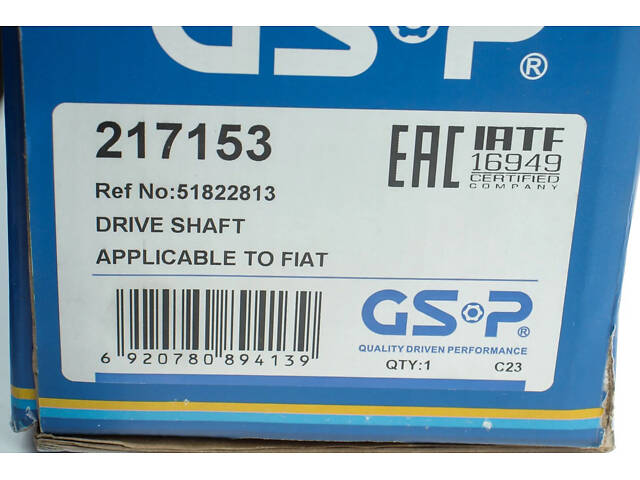 GSP®
217153
EAC
IATF
16949
CERTIFIED
COMPANY
Ref No:51822813
DRIVE SHAFT
APPLICABLE TO FIAT
6 920780 894139
GSP®
QUALITY DRIVEN PERFORMANCE
QTY:1 C23